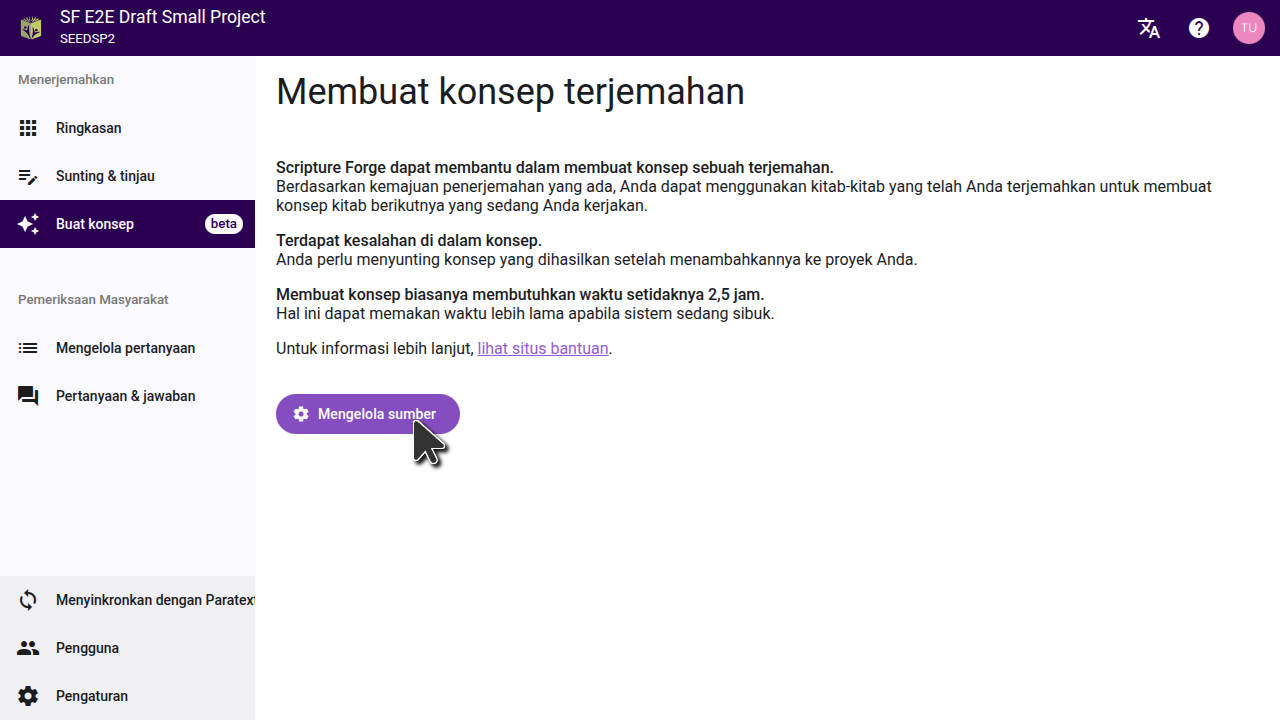 SF E2E Draft Small Project
SEEDSP2
TU
Menerjemahkan
Ringkasan
Sunting & tinjau
Buat konsep
beta
Pemeriksaan Masyarakat
Mengelola pertanyaan
Pertanyaan & jawaban
Menyinkronkan dengan Paratext
Pengguna
Pengaturan
Membuat konsep terjemahan
Scripture Forge dapat membantu dalam membuat konsep sebuah terjemahan.
Berdasarkan kemajuan penerjemahan yang ada, Anda dapat menggunakan kitab-kitab yang telah Anda terjemahkan untuk membuat
konsep kitab berikutnya yang sedang Anda kerjakan.
Terdapat kesalahan di dalam konsep.
Anda perlu menyunting konsep yang dihasilkan setelah menambahkannya ke proyek Anda.
Membuat konsep biasanya membutuhkan waktu setidaknya 2,5 jam.
Hal ini dapat memakan waktu lebih lama apabila sistem sedang sibuk.
Untuk informasi lebih lanjut, lihat situs bantuan.
Mengelola sumber